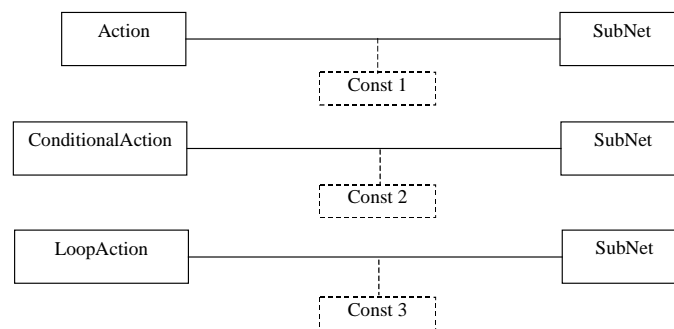 Action
SubNet
Const 1
ConditionalAction
SubNet
Const 2
LoopAction
SubNet
Const 3